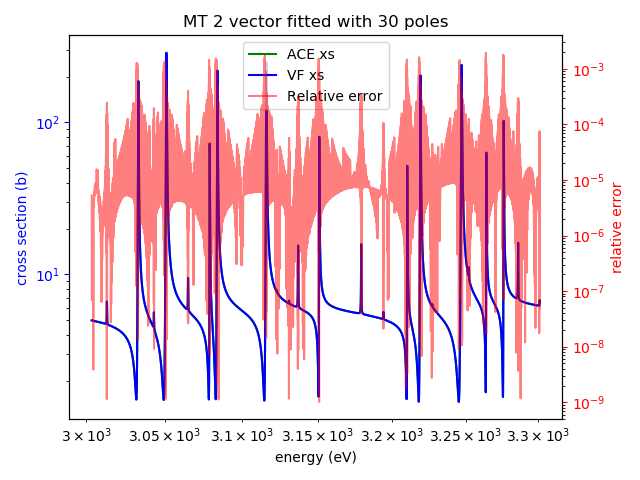 MT 2 vector fitted with 30 poles
ACE xs
VF xs
Relative error
cross section (b)
10²
10¹
relative error
10⁻³
10⁻⁴
10⁻⁵
10⁻⁶
10⁻⁷
10⁻⁸
10⁻⁹
3 × 10³
3.05 × 10³
3.1 × 10³
3.15 × 10³
3.2 × 10³
3.25 × 10³
3.3 × 10³
energy (eV)